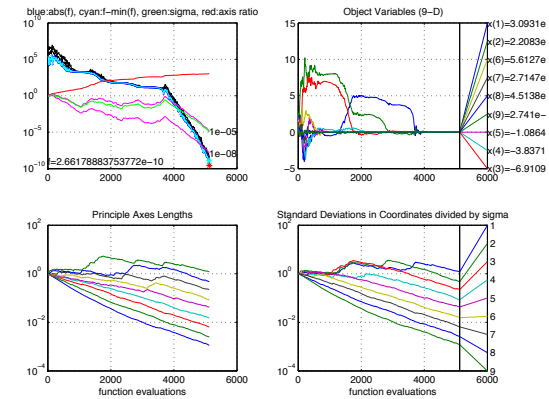 blue:abs(f), cyan:f−min(f), green:sigma, red:axis ratio
10^10
10^5
10^0
10^−5
10^−10
1e−05
1e−08
f=2.66178883753772e−10
0 2000 4000 6000
Object Variables (9−D)
15
10
5
0
−5
x(1)=3.0931e
x(2)=2.2083e
x(6)=5.6127e
x(7)=2.7147e
x(8)=4.5138e
x(9)=2.741e−
x(5)=−1.0864
x(4)=−3.8371
x(3)=−6.9109
0 2000 4000 6000
Principle Axes Lengths
10^2
10^0
10^−2
10^−4
0 2000 4000 6000
function evaluations
Standard Deviations in Coordinates divided by sigma
10^2
10^0
10^−2
10^−4
1
2
3
4
5
6
7
8
9
0 2000 4000 6000
function evaluations